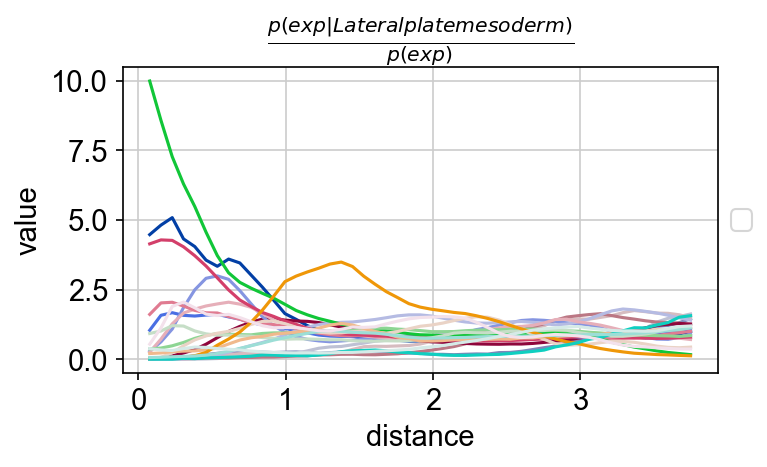 p(exp|Lateralplatemesoderm)
p(exp)
10.0
7.5
5.0
2.5
0.0
value
0 1 2 3
distance